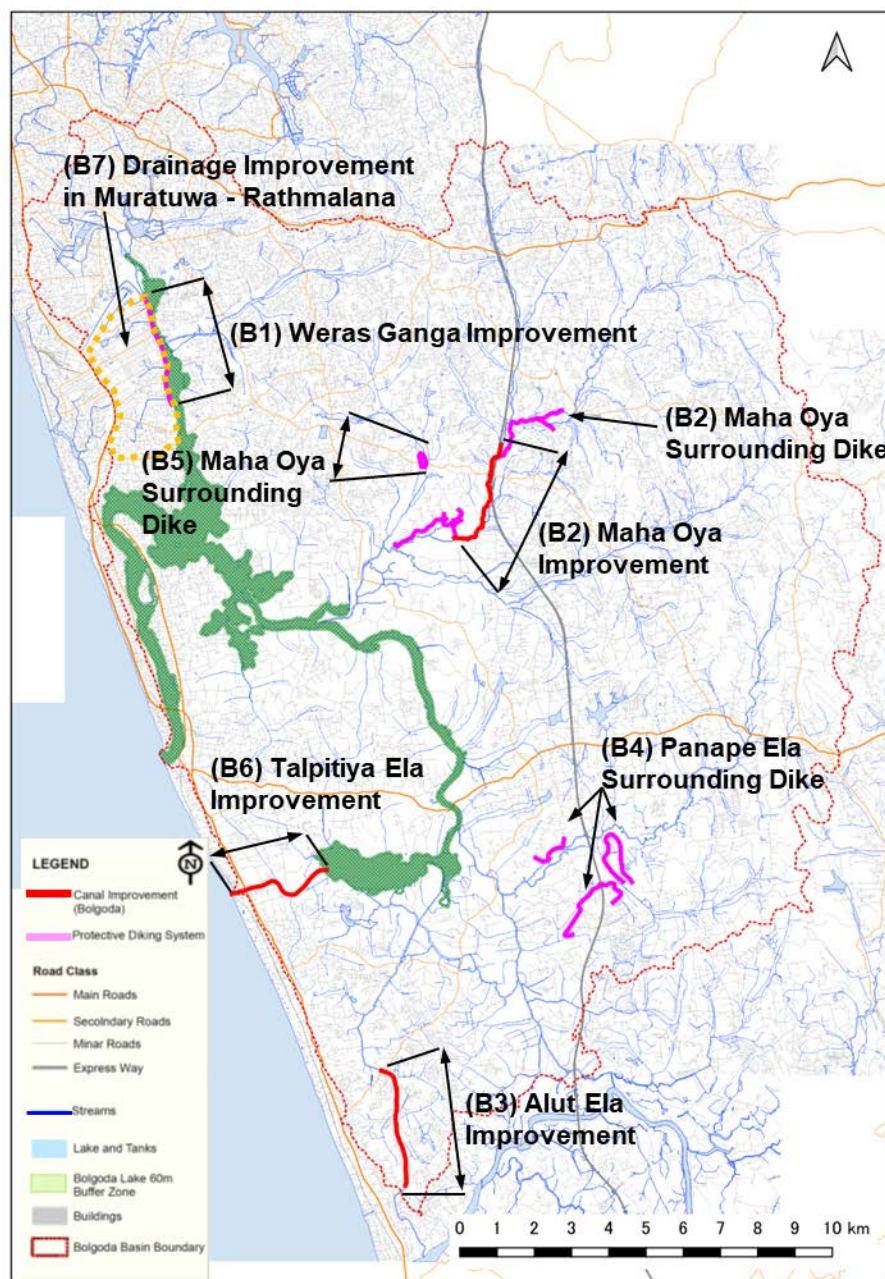 (B7) Drainage Improvement
in Muratuwa - Rathmalana
(B1) Weras Ganga Improvement
(B2) Maha Oya
Surrounding Dike
(B5) Maha Oya
Surrounding
Dike
(B2) Maha Oya
Improvement
(B4) Panape Ela
Surrounding Dike
(B6) Talpitiya Ela
Improvement
(B3) Alut Ela
Improvement
LEGEND
N
Canal Improvement
(Bolgoda)
Protective Diking System
Road Class
Main Roads
Secolndary Roads
Minar Roads
Express Way
Streams
Lake and Tanks
Bolgoda Lake 60m
Buffer Zone
Buildings
Bolgoda Basin Boundary
0 1 2 3 4 5 6 7 8 9 10 km